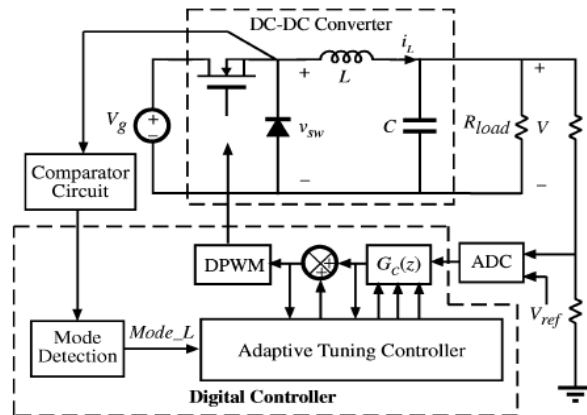 DC-DC Converter
i_L
+
L
+
V_g
+
−
v_sw
C
R_load
V
Comparator
Circuit
−
−
DPWM
+
+
G_c(z)
ADC
V_ref
Mode
Detection
Mode_L
Adaptive Tuning Controller
Digital Controller